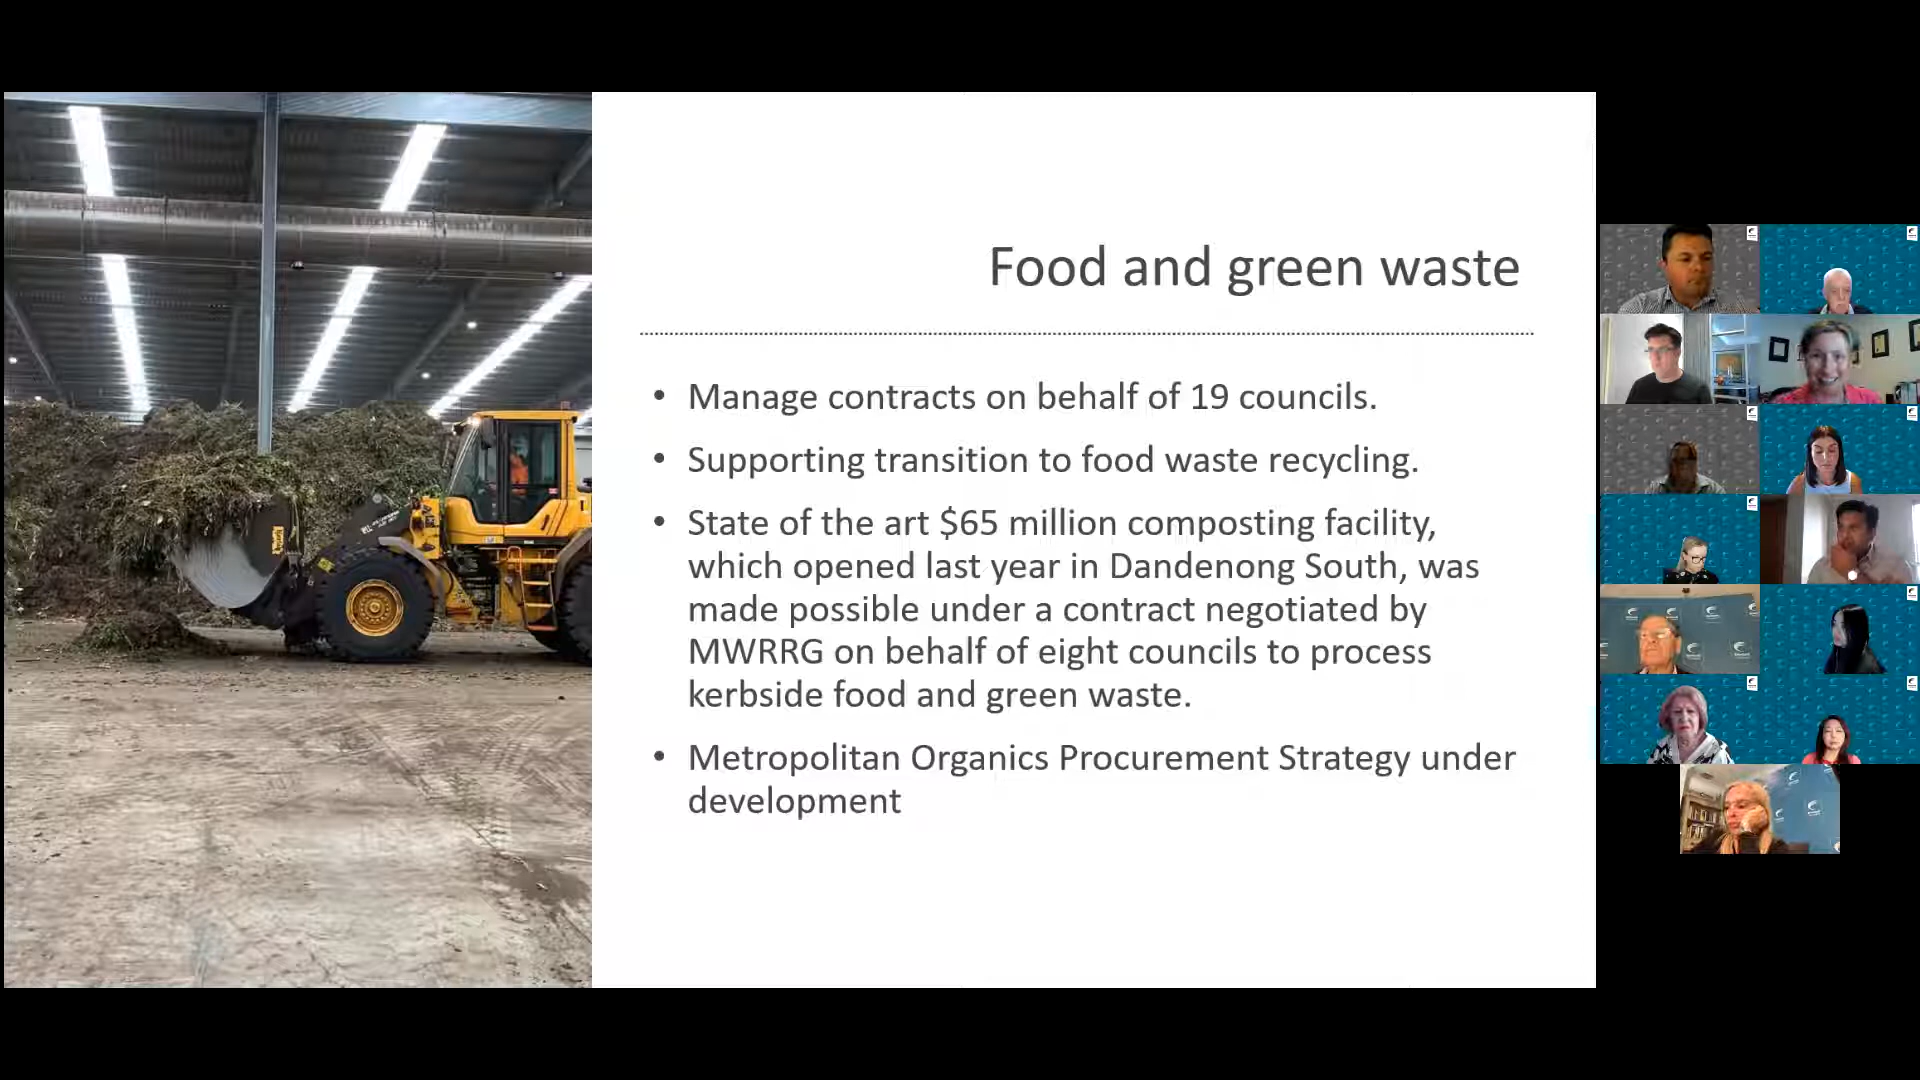 Food and green waste
• Manage contracts on behalf of 19 councils.
• Supporting transition to food waste recycling.
• State of the art $65 million composting facility,
which opened last year in Dandenong South, was
made possible under a contract negotiated by
MWRRG on behalf of eight councils to process
kerbside food and green waste.
• Metropolitan Organics Procurement Strategy under
development